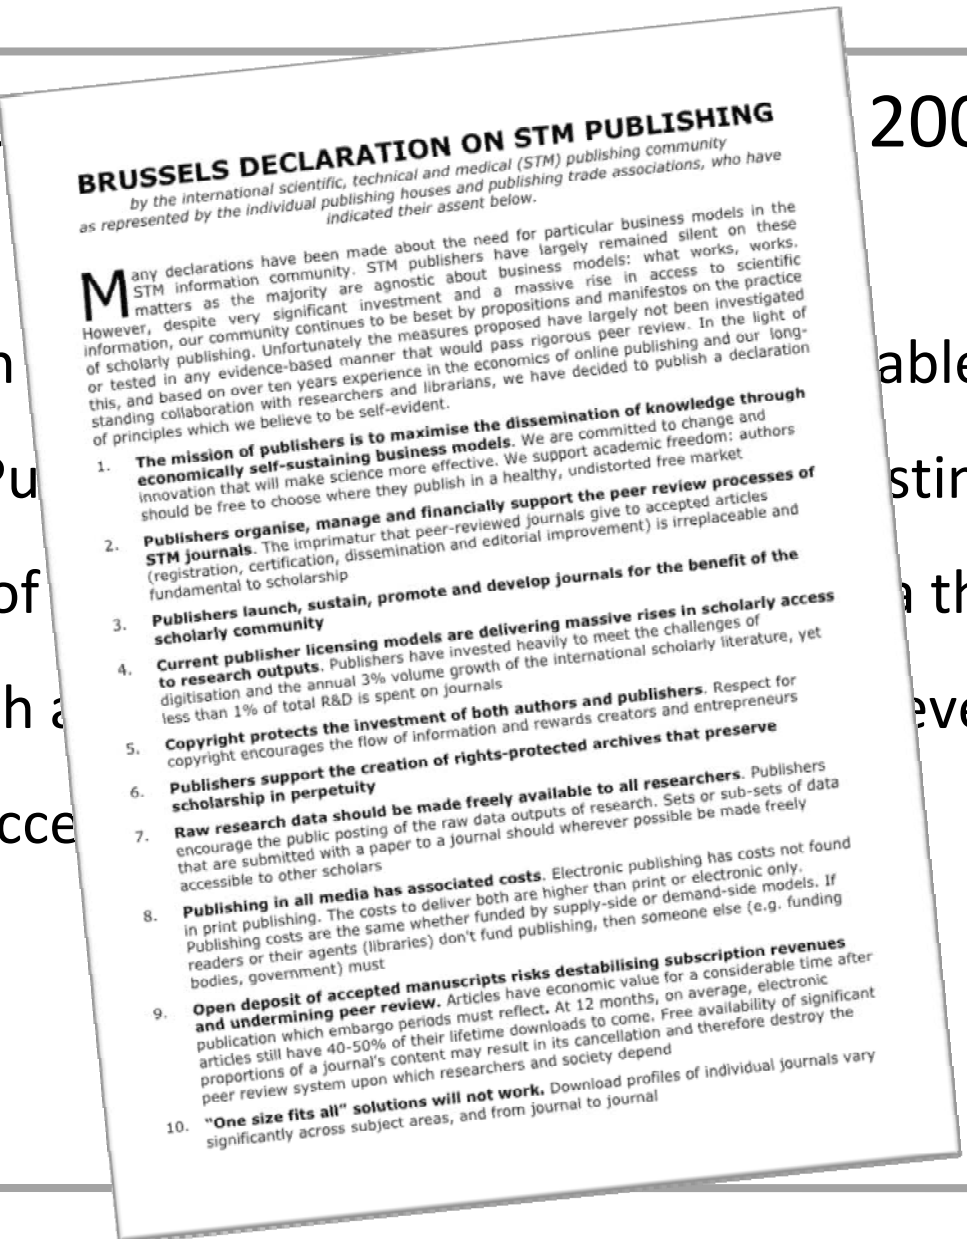 200
able
Pu
stin
of
a th
h a
eve
cce
BRUSSELS DECLARATION ON STM PUBLISHING
by the international scientific, technical and medical (STM) publishing community
as represented by the individual publishing houses and publishing trade associations, who have
indicated their assent below.
Many declarations have been made about the need for particular business models in the
STM information community. STM publishers have largely remained silent on these
matters as the majority are agnostic about business models: what works, works.
However, despite very significant investment and a massive rise in access to scientific
information, our community continues to be beset by propositions and manifestos on the practice
of scholarly publishing. Unfortunately the measures proposed have largely not been investigated
or tested in any evidence-based manner that would pass rigorous peer review. In the light of
this, and based on over ten years experience in the economics of online publishing and our long-
standing collaboration with researchers and librarians, we have decided to publish a declaration
of principles which we believe to be self-evident.
1. The mission of publishers is to maximise the dissemination of knowledge through
economically self-sustaining business models. We are committed to change and
innovation that will make science more effective. We support academic freedom: authors
should be free to choose where they publish in a healthy, undistorted free market
2. Publishers organise, manage and financially support the peer review processes of
STM journals. The imprimatur that peer-reviewed journals give to accepted articles
(registration, certification, dissemination and editorial improvement) is irreplaceable and
fundamental to scholarship
3. Publishers launch, sustain, promote and develop journals for the benefit of the
scholarly community
4. Current publisher licensing models are delivering massive rises in scholarly access
to research outputs. Publishers have invested heavily to meet the challenges of
digitisation and the annual 3% volume growth of the international scholarly literature, yet
less than 1% of total R&D is spent on journals
5. Copyright protects the investment of both authors and publishers. Respect for
copyright encourages the flow of information and rewards creators and entrepreneurs
6. Publishers support the creation of rights-protected archives that preserve
scholarship in perpetuity
7. Raw research data should be made freely available to all researchers. Publishers
encourage the public posting of the raw data outputs of research. Sets or sub-sets of data
that are submitted with a paper to a journal should wherever possible be made freely
accessible to other scholars
8. Publishing in all media has associated costs. Electronic publishing has costs not found
in print publishing. The costs to deliver both are higher than print or electronic only.
Publishing costs are the same whether funded by supply-side or demand-side models. If
readers or their agents (libraries) don't fund publishing, then someone else (e.g. funding
bodies, government) must
9. Open deposit of accepted manuscripts risks destabilising subscription revenues
and undermining peer review. Articles have economic value for a considerable time after
publication which embargo periods must reflect. At 12 months, on average, electronic
articles still have 40-50% of their lifetime downloads to come. Free availability of significant
proportions of a journal's content may result in its cancellation and therefore destroy the
peer review system upon which researchers and society depend
10. "One size fits all" solutions will not work. Download profiles of individual journals vary
significantly across subject areas, and from journal to journal